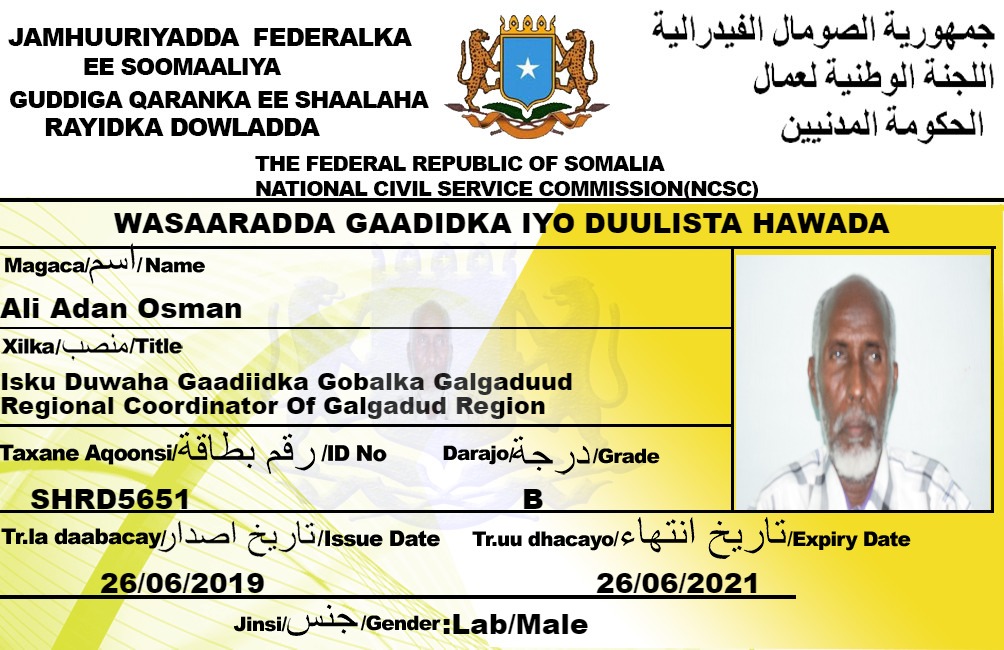 JAMHUURIYADDA FEDERALKA
EE SOOMAALIYA
GUDDIGA QARANKA EE SHAALAHA
RAYIDKA DOWLADDA
جمهورية الصومال الفيدرالية
اللجنة الوطنية لعمال
الحكومة المدنيين
THE FEDERAL REPUBLIC OF SOMALIA
NATIONAL CIVIL SERVICE COMMISSION(NCSC)
WASAARADDA GAADIDKA IYO DUULISTA HAWADA
Magaca/اسم/Name
Ali Adan Osman
Xilka/منصب/Title
Isku Duwaha Gaadiidka Gobalka Galgaduud
Regional Coordinator Of Galgadud Region
Taxane Aqoonsi/رقم بطاقة/ID No
Darajo/درجة/Grade
SHRD5651
B
Tr.la daabacay/تاريخ اصدار/Issue Date
Tr.uu dhacayo/تاريخ انتهاء/Expiry Date
26/06/2019
26/06/2021
Jinsi/جنس/Gender:Lab/Male